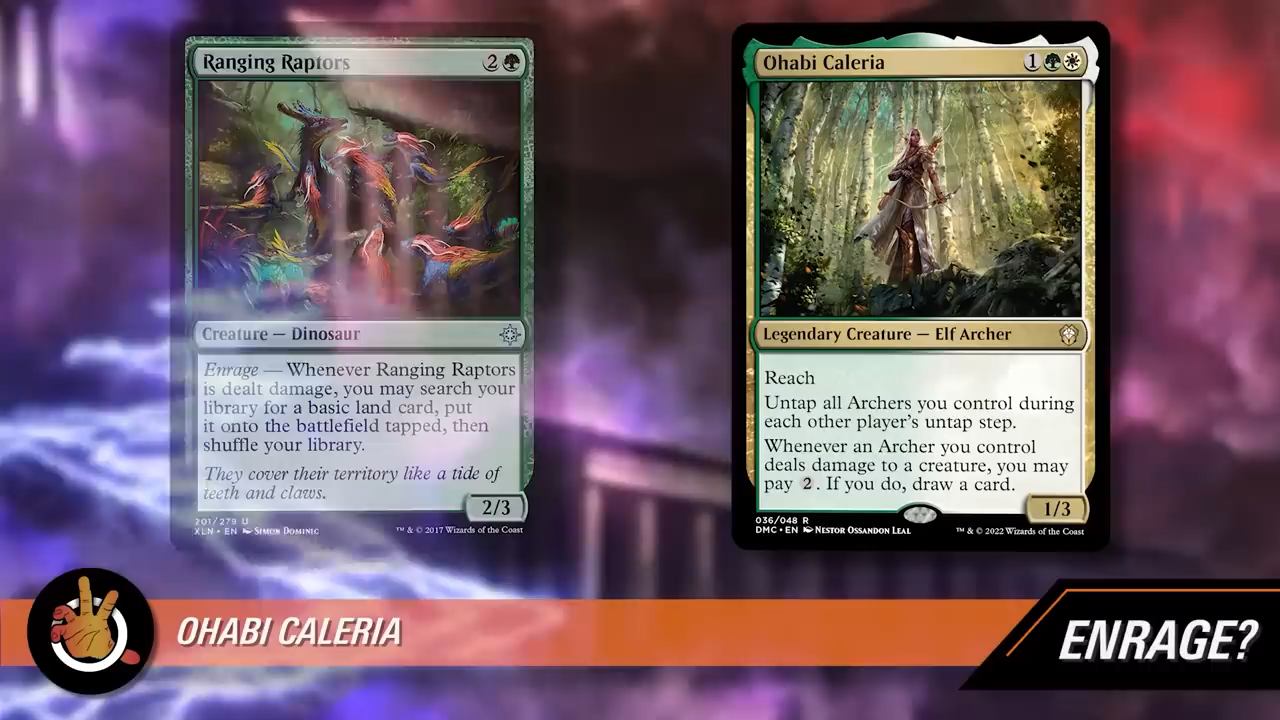 Ranging Raptors 2
Creature — Dinosaur
Enrage — Whenever Ranging Raptors
is dealt damage, you may search your
library for a basic land card, put
it onto the battlefield tapped, then
shuffle your library.
They cover their territory like a tide of
teeth and claws.
2/3
201/279 U
XLN • EN Simon Dominic
™ & © 2017 Wizards of the Coast
Ohabi Caleria 1
Legendary Creature — Elf Archer
Reach
Untap all Archers you control during
each other player's untap step.
Whenever an Archer you control
deals damage to a creature, you may
pay 2. If you do, draw a card.
1/3
036/048 R
DMC • EN Nestor Ossandon Leal
™ & © 2022 Wizards of the Coast
OHABI CALERIA
ENRAGE?